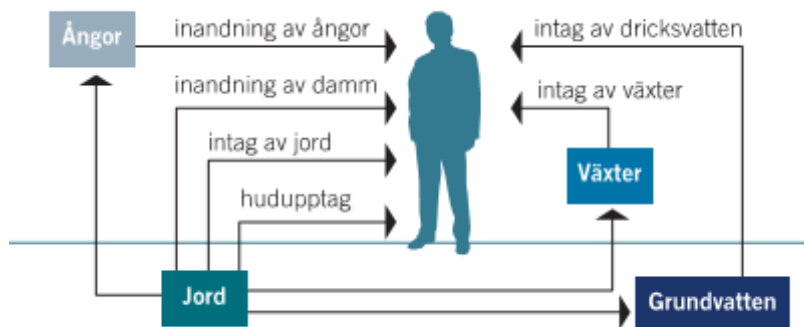 Ångor
inandning av ångor
intag av dricksvatten
inandning av damm
intag av växter
intag av jord
Växter
hudupptag
Jord
Grundvatten